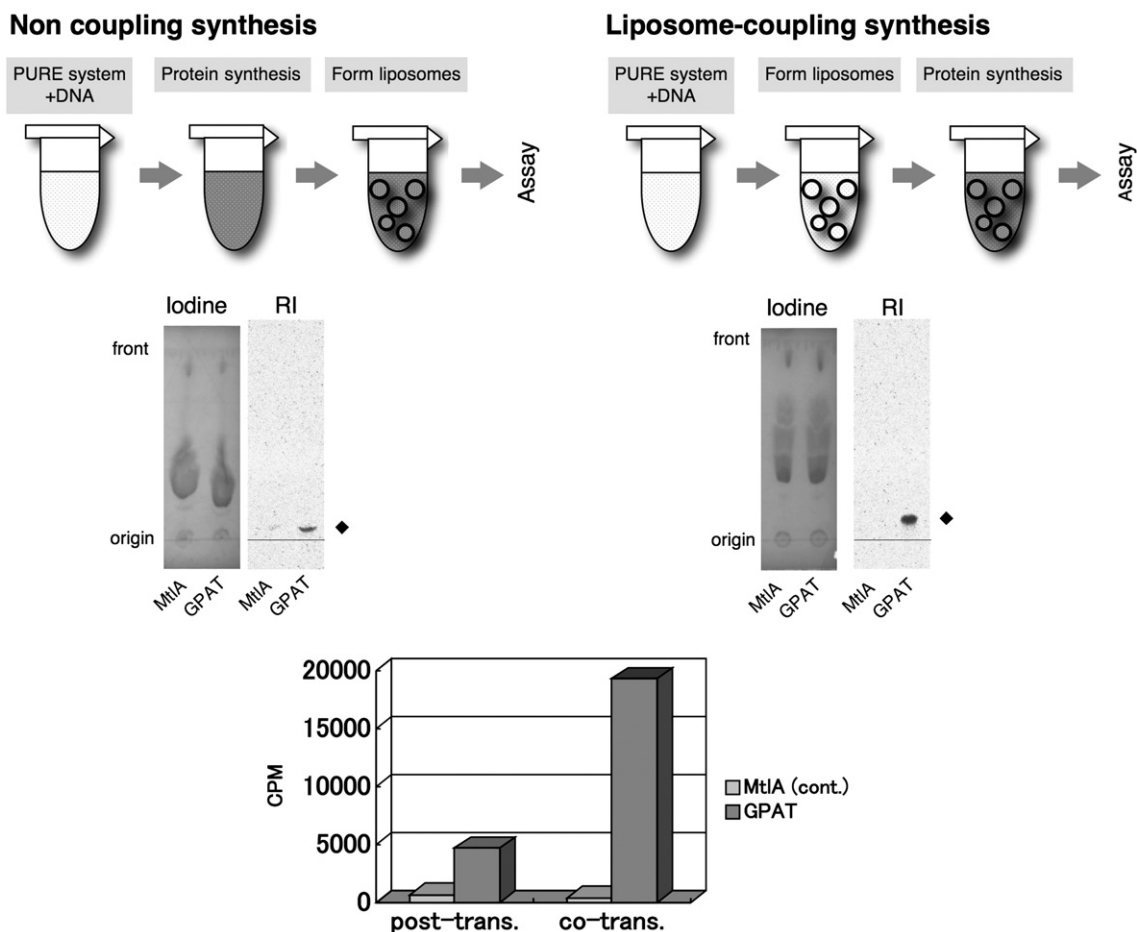 Non coupling synthesis
PURE system
+DNA
Protein synthesis
Form liposomes
Assay
Iodine
RI
front
origin
MtlA
GPAT
MtlA
GPAT
Liposome-coupling synthesis
PURE system
+DNA
Form liposomes
Protein synthesis
Assay
Iodine
RI
front
origin
MtlA
GPAT
MtlA
GPAT
20000
15000
10000
5000
0
CPM
post-trans.
co-trans.
MtlA (cont.)
GPAT